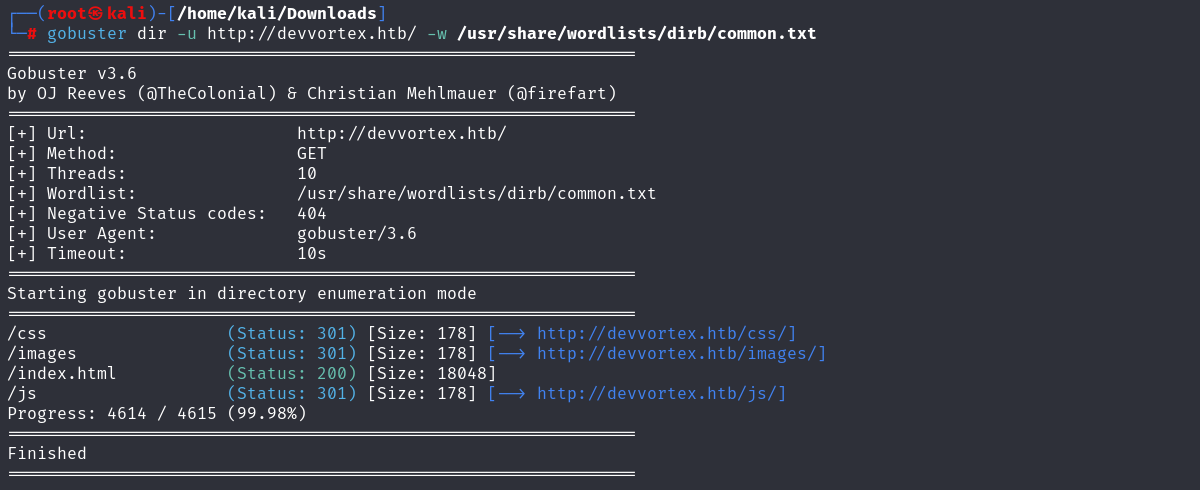 ┌──(root㉿kali)-[/home/kali/Downloads]
└─# gobuster dir -u http://devvortex.htb/ -w /usr/share/wordlists/dirb/common.txt
===============================================================
Gobuster v3.6
by OJ Reeves (@TheColonial) & Christian Mehlmauer (@firefart)
===============================================================
[+] Url:                     http://devvortex.htb/
[+] Method:                  GET
[+] Threads:                 10
[+] Wordlist:                /usr/share/wordlists/dirb/common.txt
[+] Negative Status codes:   404
[+] User Agent:              gobuster/3.6
[+] Timeout:                 10s
===============================================================
Starting gobuster in directory enumeration mode
===============================================================
/css                  (Status: 301) [Size: 178] [--> http://devvortex.htb/css/]
/images               (Status: 301) [Size: 178] [--> http://devvortex.htb/images/]
/index.html           (Status: 200) [Size: 18048]
/js                   (Status: 301) [Size: 178] [--> http://devvortex.htb/js/]
Progress: 4614 / 4615 (99.98%)
===============================================================
Finished
===============================================================